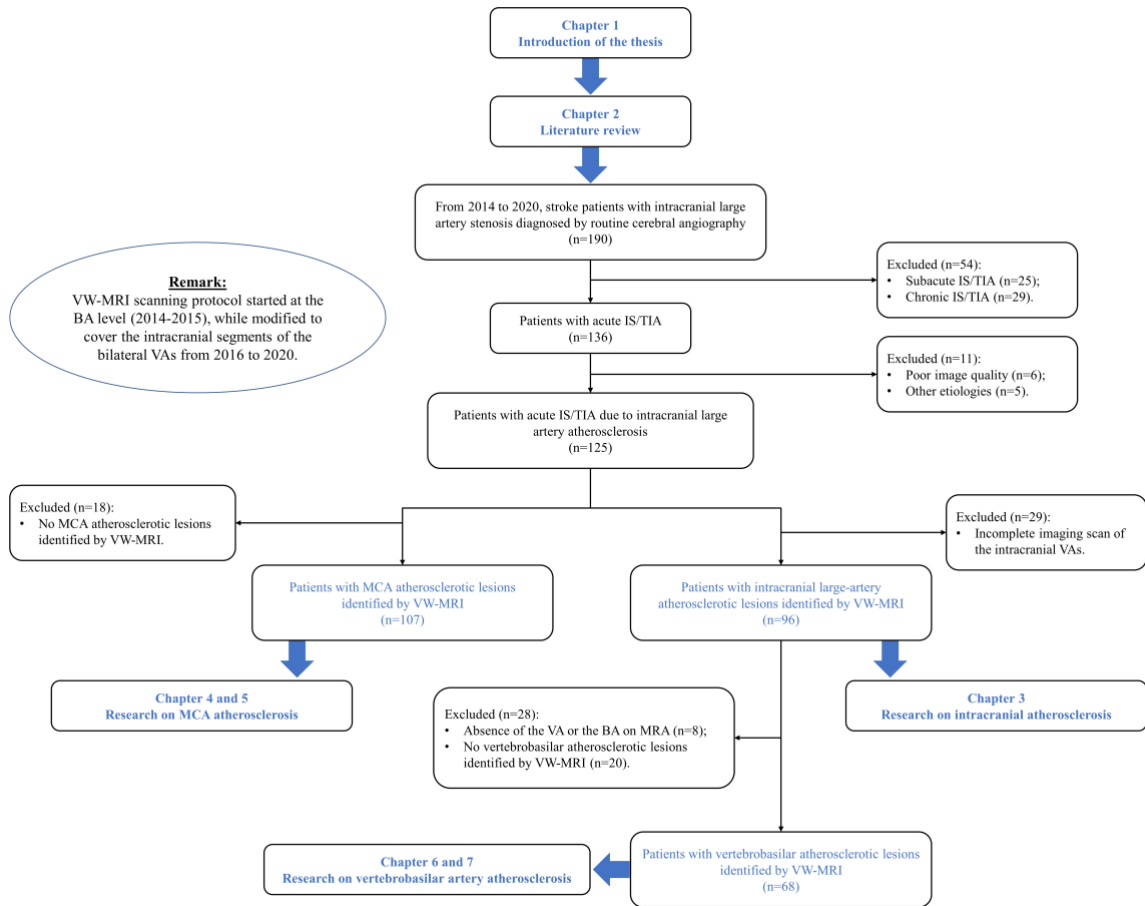 Chapter 1
Introduction of the thesis
Chapter 2
Literature review
From 2014 to 2020, stroke patients with intracranial large
artery stenosis diagnosed by routine cerebral angiography
(n=190)
Remark:
VW-MRI scanning protocol started at the
BA level (2014-2015), while modified to
cover the intracranial segments of the
bilateral VAs from 2016 to 2020.
Excluded (n=54):
• Subacute IS/TIA (n=25);
• Chronic IS/TIA (n=29).
Patients with acute IS/TIA
(n=136)
Excluded (n=11):
• Poor image quality (n=6);
• Other etiologies (n=5).
Patients with acute IS/TIA due to intracranial large
artery atherosclerosis
(n=125)
Excluded (n=18):
• No MCA atherosclerotic lesions
identified by VW-MRI.
Excluded (n=29):
• Incomplete imaging scan of
the intracranial VAs.
Patients with MCA atherosclerotic lesions
identified by VW-MRI
(n=107)
Patients with intracranial large-artery
atherosclerotic lesions identified by VW-MRI
(n=96)
Chapter 4 and 5
Research on MCA atherosclerosis
Chapter 3
Research on intracranial atherosclerosis
Excluded (n=28):
• Absence of the VA or the BA on MRA (n=8);
• No vertebrobasilar atherosclerotic lesions
identified by VW-MRI (n=20).
Chapter 6 and 7
Research on vertebrobasilar artery atherosclerosis
Patients with vertebrobasilar atherosclerotic lesions
identified by VW-MRI
(n=68)